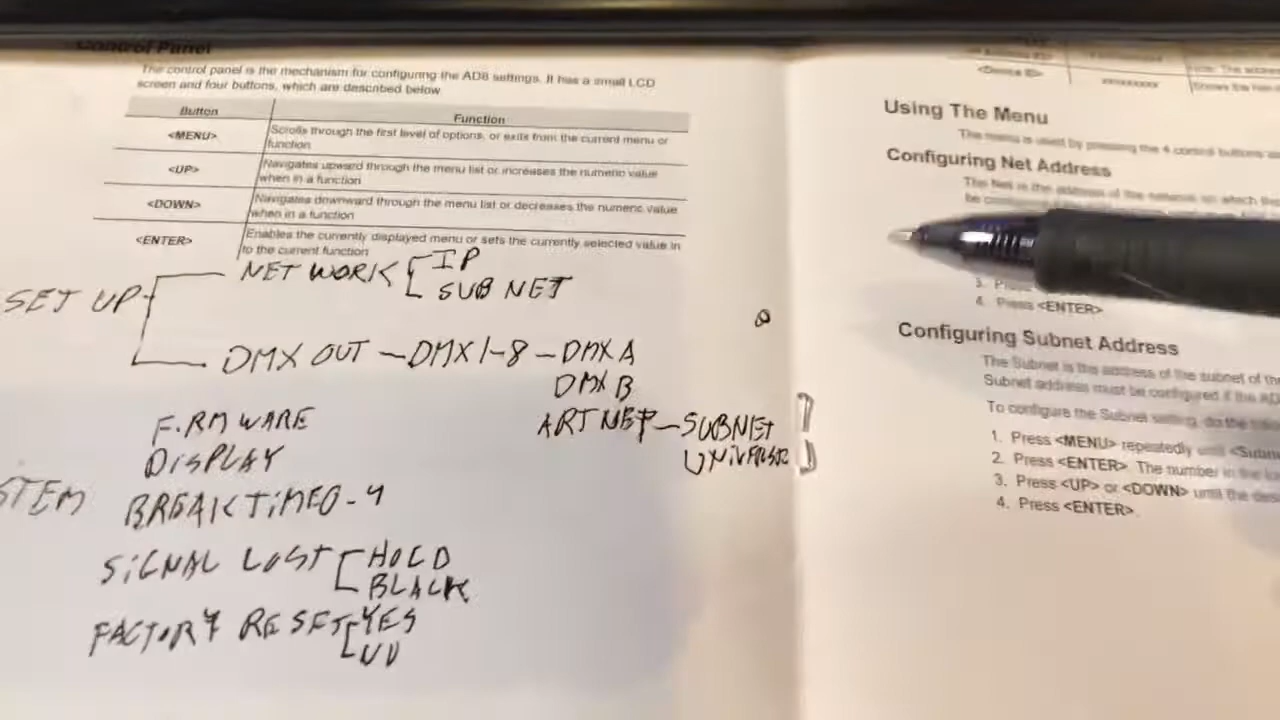 Control Panel
The control panel is the mechanism for configuring the AD8 settings. It has a small LCD
screen and four buttons, which are described below
Button Function
<MENU> Scrolls through the first level of options, or exits from the current menu or
function
<UP> Navigates upward through the menu list or increases the numeric value
when in a function
<DOWN> Navigates downward through the menu list or decreases the numeric value
when in a function
<ENTER> Enables the currently displayed menu or sets the currently selected value in
to the current function
SET UP NETWORK IP
SUBNET
DMX OUT - DMX 1-8 - DMX A
DMX B
ARTNET - SUBNET
UNIVERSE
FIRMWARE
DISPLAY
STEM BREAKTIME 0-4
SIGNAL LOST HOLD
BLACK
FACTORY RESET YES
<Device ID>
Using The Menu
The menu is used by pressing the 4 control buttons
Configuring Net Address
The Net is the address of the network on which
be
3. Press
4. Press <ENTER>
Configuring Subnet Address
The Subnet is the address of the subnet of
Subnet address must be configured if the
To configure the Subnet setting, do the
1. Press <MENU> repeatedly until
2. Press <ENTER>. The number in the
3. Press <UP> or <DOWN> until the
4. Press <ENTER>.